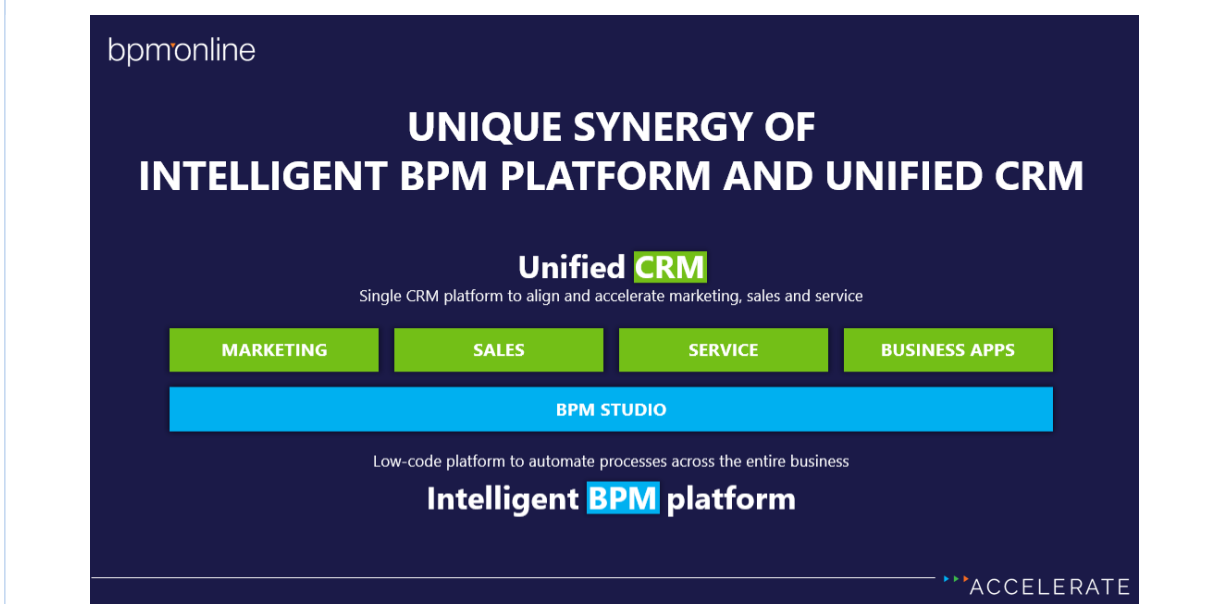 bpm'online
UNIQUE SYNERGY OF
INTELLIGENT BPM PLATFORM AND UNIFIED CRM
Unified CRM
Single CRM platform to align and accelerate marketing, sales and service
MARKETING SALES SERVICE BUSINESS APPS
BPM STUDIO
Low-code platform to automate processes across the entire business
Intelligent BPM platform
ACCELERATE